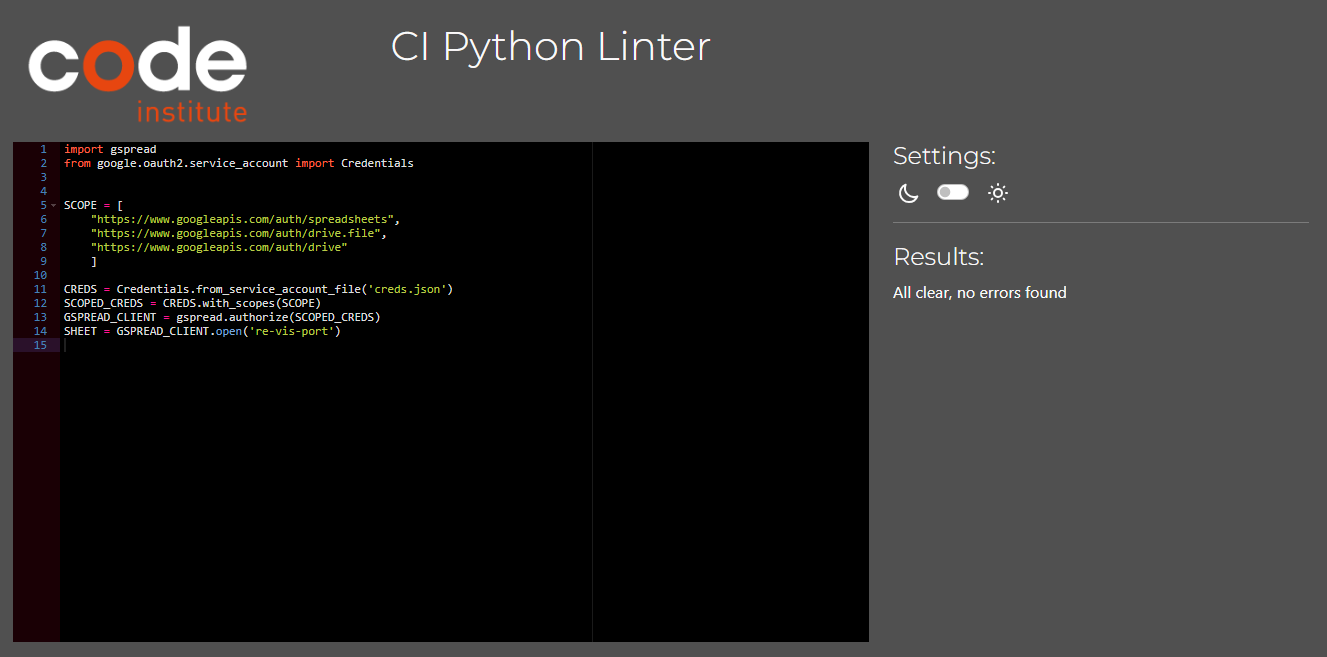 code
institute
CI Python Linter
1 import gspread
2 from google.oauth2.service_account import Credentials
3
4
5 SCOPE = [
6     "https://www.googleapis.com/auth/spreadsheets",
7     "https://www.googleapis.com/auth/drive.file",
8     "https://www.googleapis.com/auth/drive"
9     ]
10
11 CREDS = Credentials.from_service_account_file('creds.json')
12 SCOPED_CREDS = CREDS.with_scopes(SCOPE)
13 GSPREAD_CLIENT = gspread.authorize(SCOPED_CREDS)
14 SHEET = GSPREAD_CLIENT.open('re-vis-port')
15
Settings:
Results:
All clear, no errors found